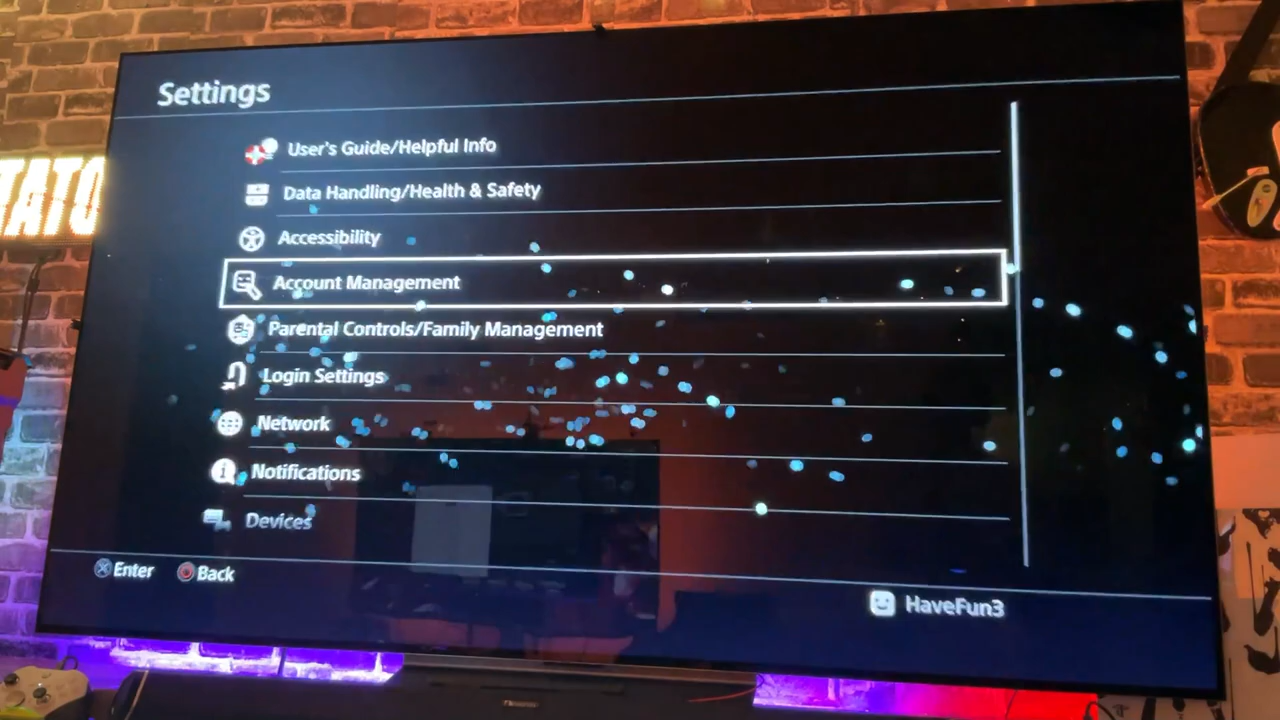 Settings
User's Guide/Helpful Info
Data Handling/Health & Safety
Accessibility
Account Management
Parental Controls/Family Management
Login Settings
Network
Notifications
Devices
Enter Back
HaveFun3
TATO